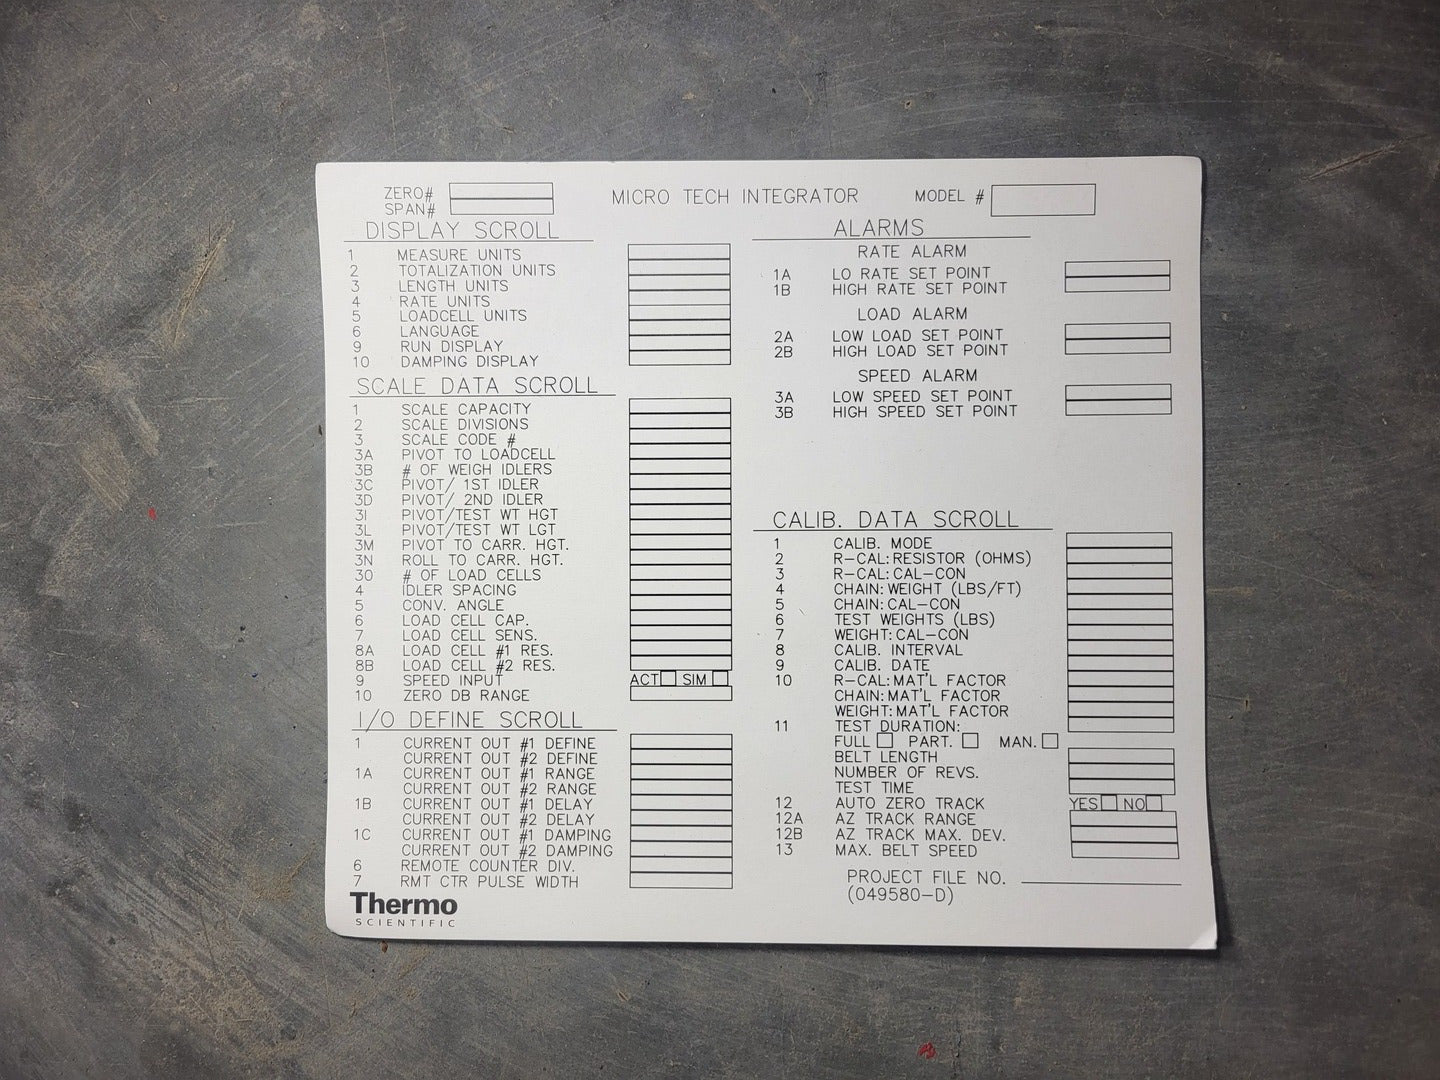 ZERO#
SPAN#
MICRO TECH INTEGRATOR
MODEL #
DISPLAY SCROLL
1 MEASURE UNITS
2 TOTALIZATION UNITS
3 LENGTH UNITS
4 RATE UNITS
5 LOADCELL UNITS
6 LANGUAGE
9 RUN DISPLAY
10 DAMPING DISPLAY
SCALE DATA SCROLL
1 SCALE CAPACITY
2 SCALE DIVISIONS
3 SCALE CODE #
3A PIVOT TO LOADCELL
3B # OF WEIGH IDLERS
3C PIVOT/ 1ST IDLER
3D PIVOT/ 2ND IDLER
3I PIVOT/TEST WT HGT
3L PIVOT/TEST WT LGT
3M PIVOT TO CARR. HGT.
3N ROLL TO CARR. HGT.
30 # OF LOAD CELLS
4 IDLER SPACING
5 CONV. ANGLE
6 LOAD CELL CAP.
7 LOAD CELL SENS.
8A LOAD CELL #1 RES.
8B LOAD CELL #2 RES.
9 SPEED INPUT ACT SIM
10 ZERO DB RANGE
I/O DEFINE SCROLL
1 CURRENT OUT #1 DEFINE
CURRENT OUT #2 DEFINE
1A CURRENT OUT #1 RANGE
CURRENT OUT #2 RANGE
1B CURRENT OUT #1 DELAY
CURRENT OUT #2 DELAY
1C CURRENT OUT #1 DAMPING
CURRENT OUT #2 DAMPING
6 REMOTE COUNTER DIV.
7 RMT CTR PULSE WIDTH
Thermo
SCIENTIFIC
ALARMS
RATE ALARM
1A LO RATE SET POINT
1B HIGH RATE SET POINT
LOAD ALARM
2A LOW LOAD SET POINT
2B HIGH LOAD SET POINT
SPEED ALARM
3A LOW SPEED SET POINT
3B HIGH SPEED SET POINT
CALIB. DATA SCROLL
1 CALIB. MODE
2 R-CAL: RESISTOR (OHMS)
3 R-CAL: CAL-CON
4 CHAIN: WEIGHT (LBS/FT)
5 CHAIN: CAL-CON
6 TEST WEIGHTS (LBS)
7 WEIGHT: CAL-CON
8 CALIB. INTERVAL
9 CALIB. DATE
10 R-CAL: MAT'L FACTOR
CHAIN: MAT'L FACTOR
WEIGHT: MAT'L FACTOR
11 TEST DURATION:
FULL PART. MAN.
BELT LENGTH
NUMBER OF REVS.
TEST TIME
12 AUTO ZERO TRACK YES NO
12A AZ TRACK RANGE
12B AZ TRACK MAX. DEV.
13 MAX. BELT SPEED
PROJECT FILE NO.
(049580-D)